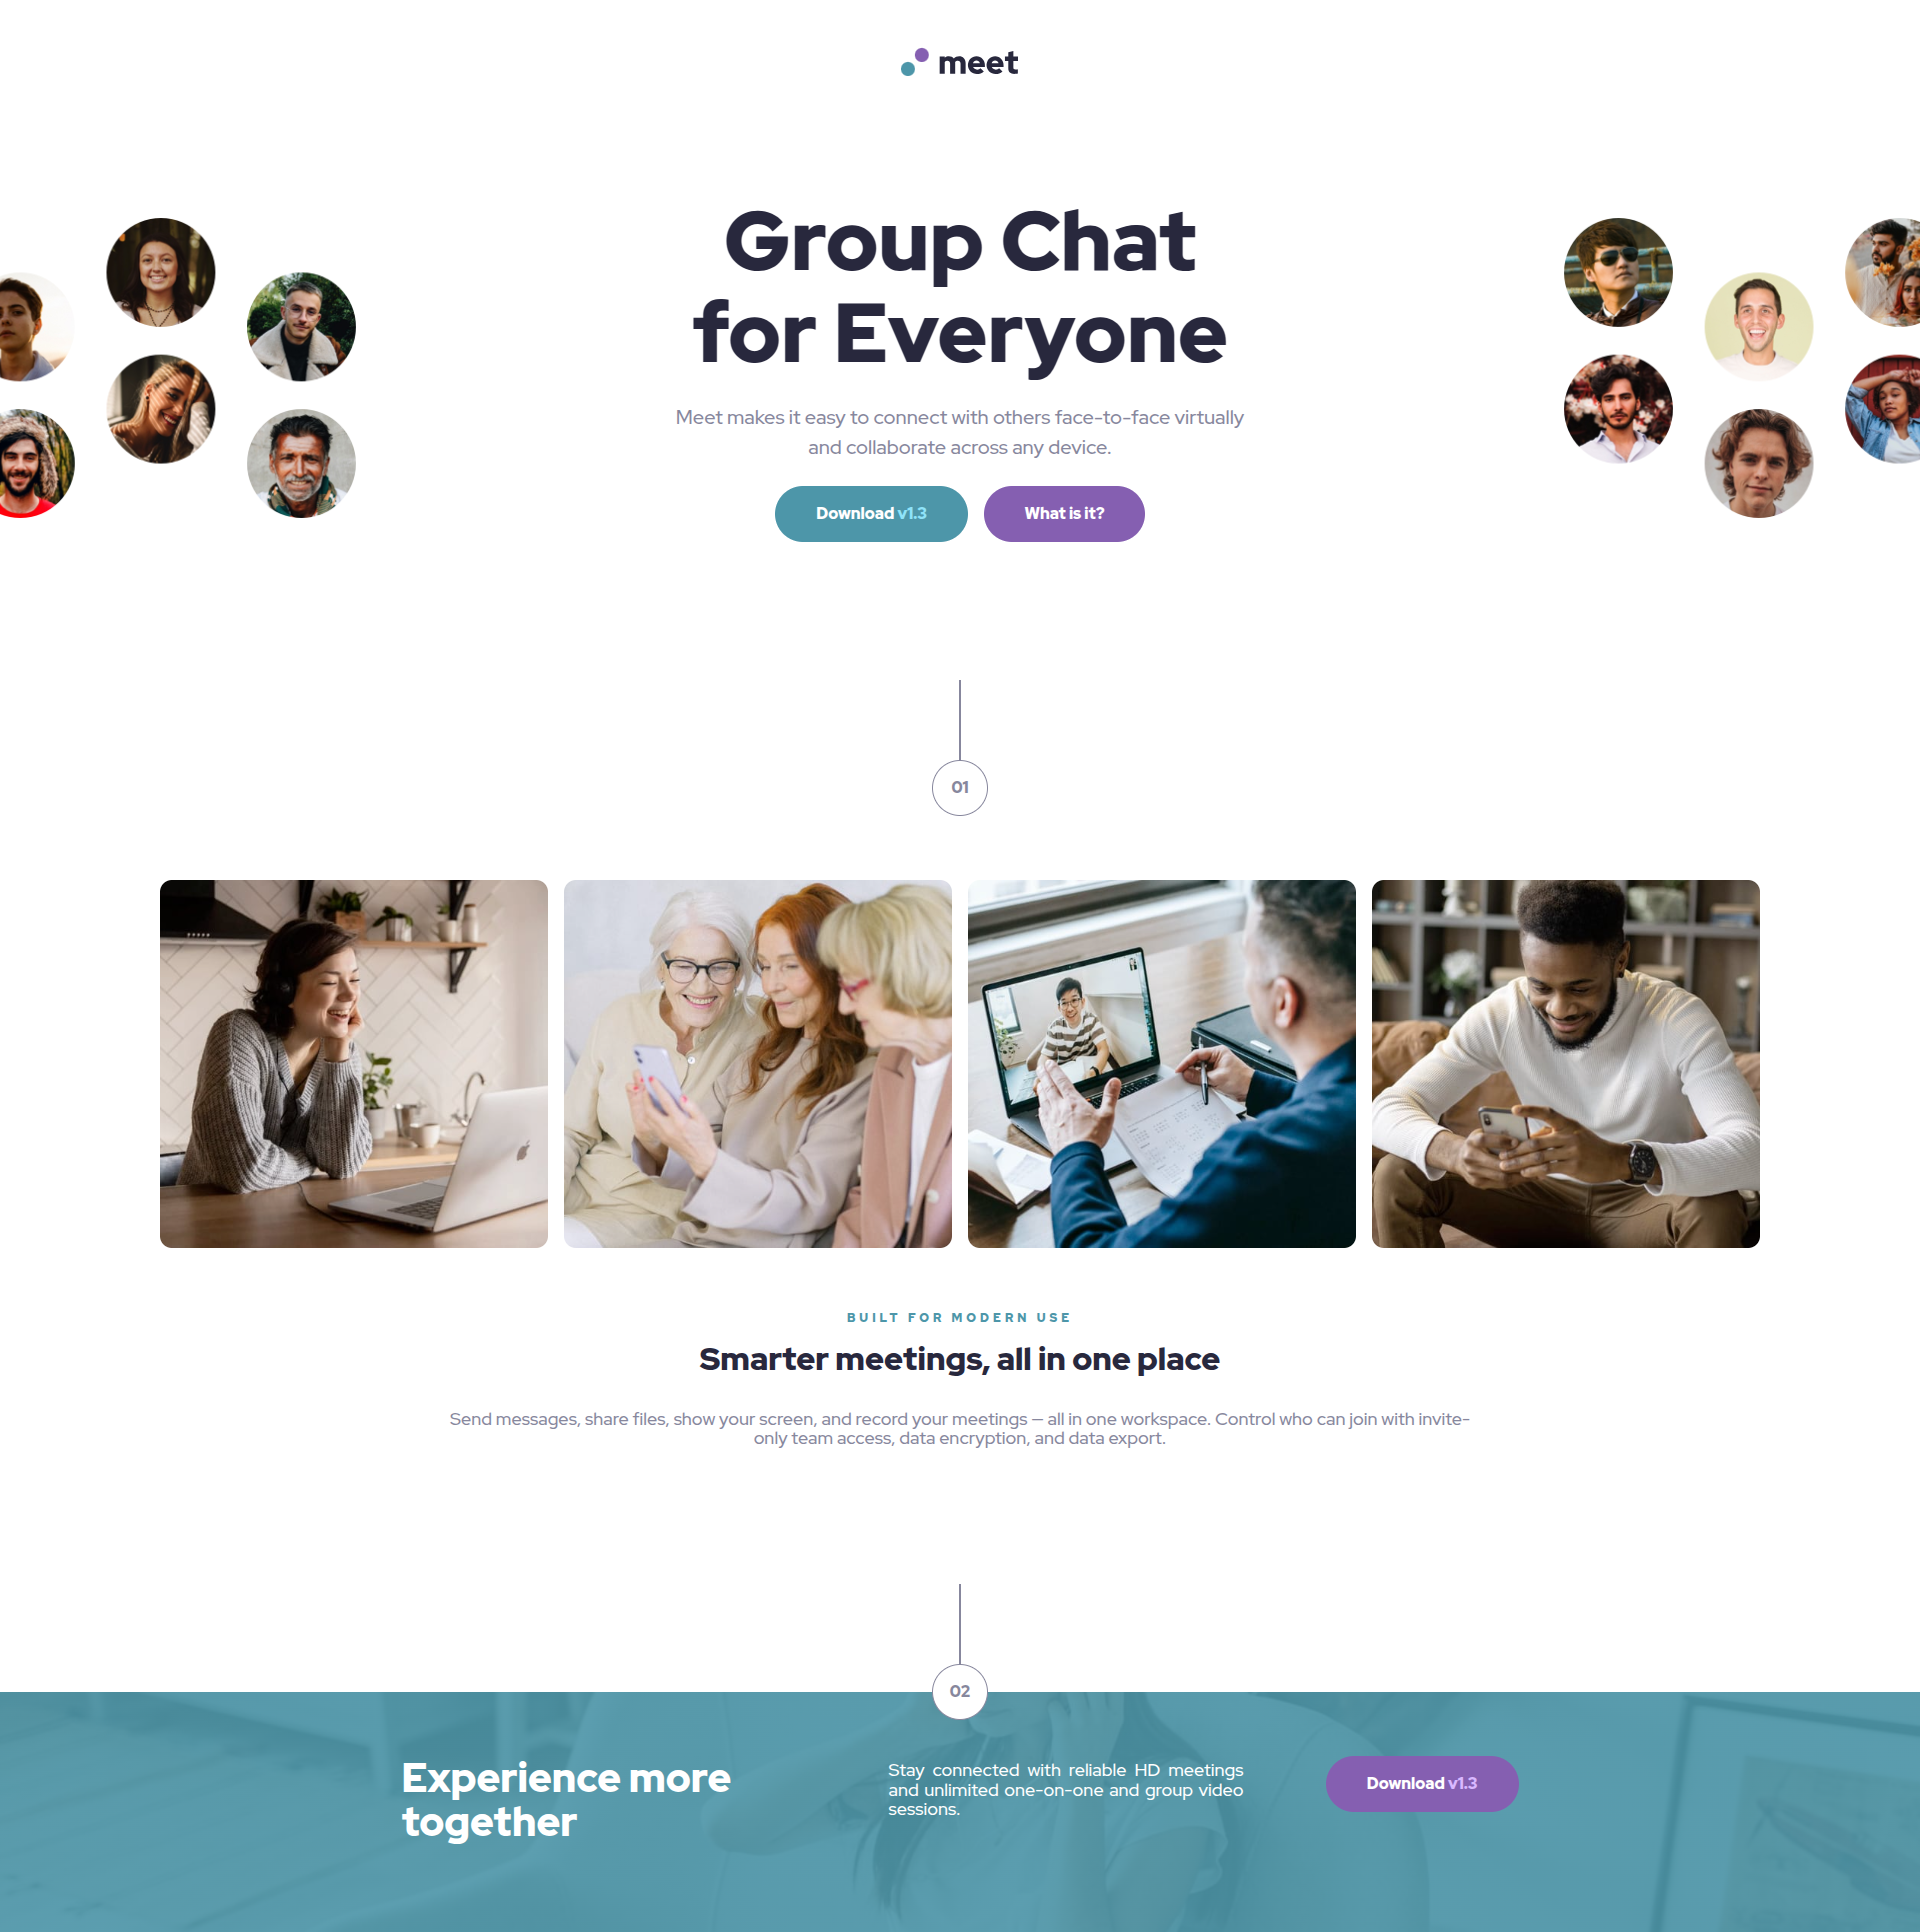 meet
Group Chat
for Everyone
Meet makes it easy to connect with others face-to-face virtually
and collaborate across any device.
Download v1.3
What is it?
01
BUILT FOR MODERN USE
Smarter meetings, all in one place
Send messages, share files, show your screen, and record your meetings — all in one workspace. Control who can join with invite-
only team access, data encryption, and data export.
02
Experience more
together
Stay connected with reliable HD meetings
and unlimited one-on-one and group video
sessions.
Download v1.3